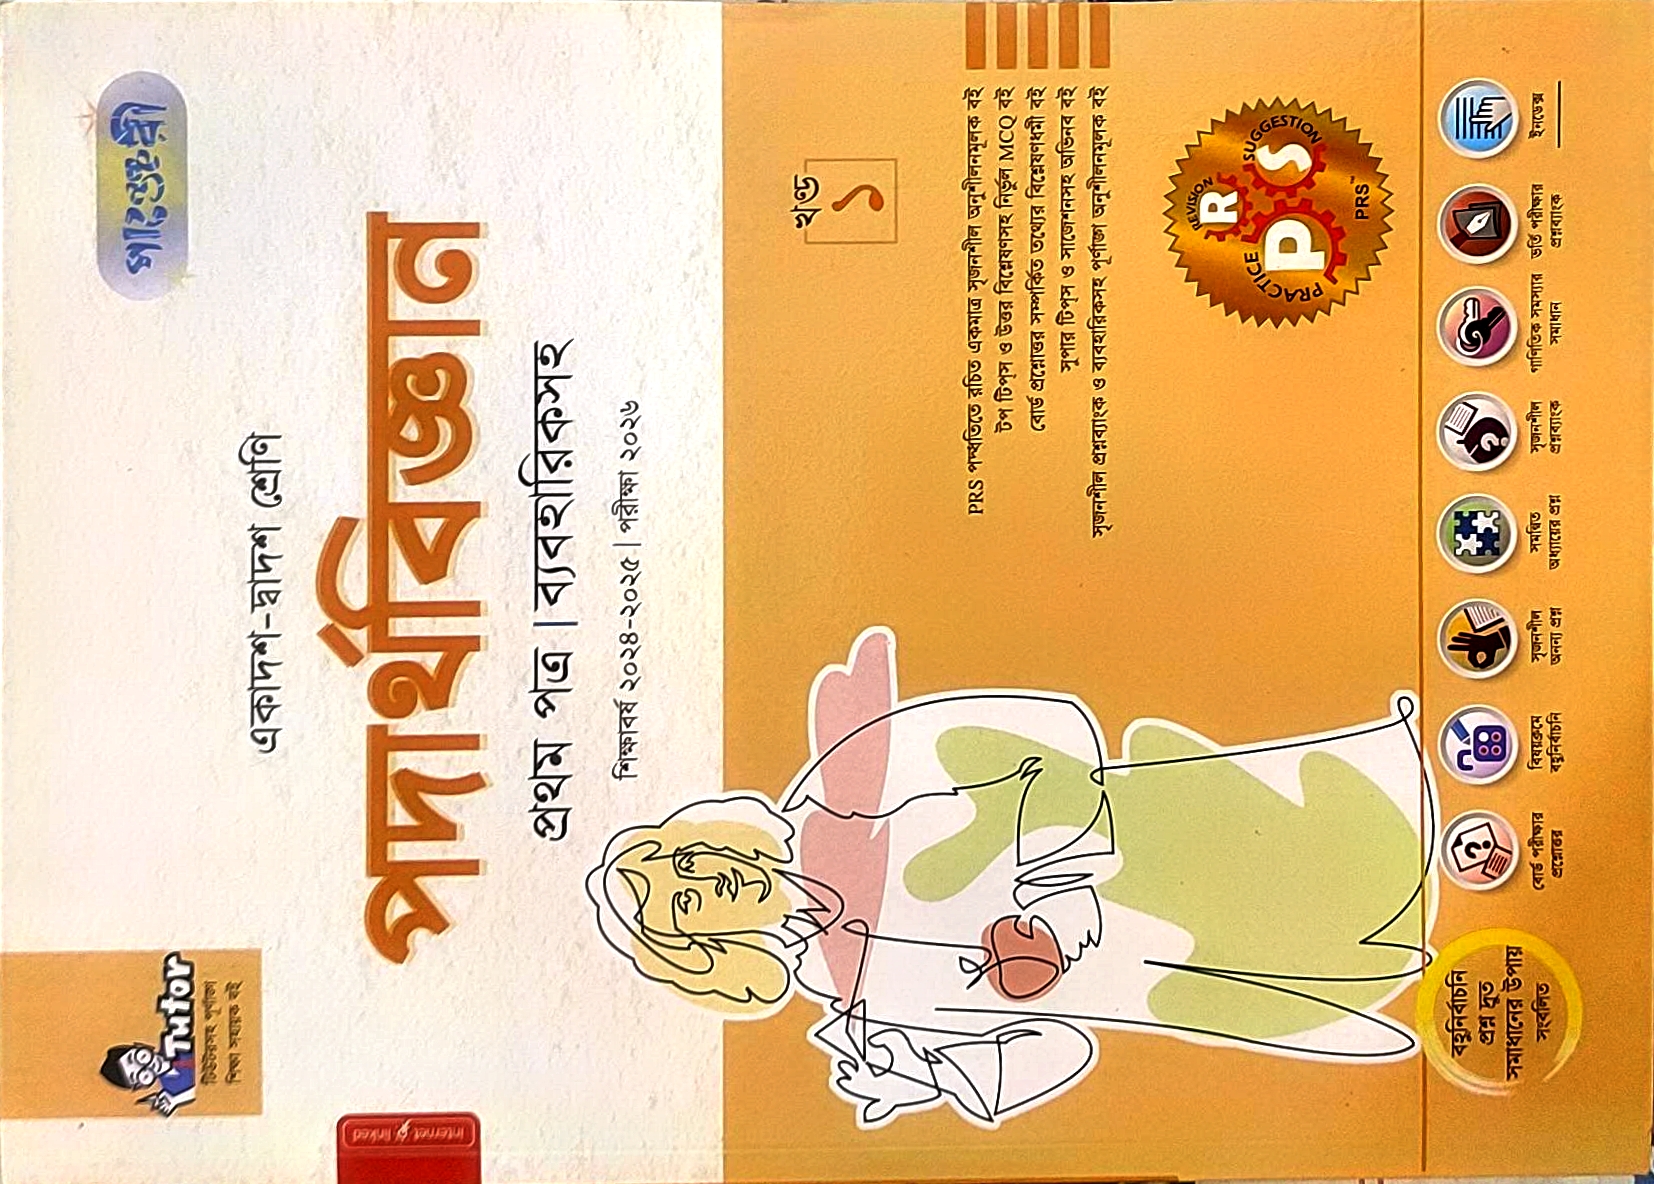 Tutor
টিউটরসহ পূর্ণাঙ্গ
শিক্ষা সহায়ক বই
পাঞ্জেরী
একাদশ-দ্বাদশ শ্রেণি
internet linked
পদার্থবিজ্ঞান
প্রথম পত্র | ব্যবহারিকসহ
শিক্ষাবর্ষ ২০২৪-২০২৫ | পরীক্ষা ২০২৬
খণ্ড
১
PRS পদ্ধতিতে রচিত একমাত্র সৃজনশীল অনুশীলনমূলক বই
টপ টিপ্‌স ও উত্তর বিশ্লেষণসহ নির্ভুল MCQ বই
বোর্ড প্রশ্নোত্তর সম্পর্কিত তথ্যের বিশ্লেষণধর্মী বই
সুপার টিপ্‌স ও সাজেশনসহ অভিনব বই
সৃজনশীল প্রশ্নব্যাংক ও ব্যবহারিকসহ পূর্ণাঙ্গ অনুশীলনমূলক বই
PRACTICE REVISION SUGGESTION
P R S
PRS™
বহুনির্বাচনি
প্রশ্ন দ্রুত
সমাধানের উপায়
সংবলিত
বোর্ড পরীক্ষার
প্রশ্নোত্তর
বিষয়ক্রমে
বহুনির্বাচনি
সৃজনশীল
অনন্য প্রশ্ন
সমন্বিত
অধ্যায়ের প্রশ্ন
সৃজনশীল
প্রশ্নব্যাংক
গাণিতিক সমস্যার
সমাধান
ভর্তি পরীক্ষার
প্রশ্নব্যাংক
ইনডেক্স